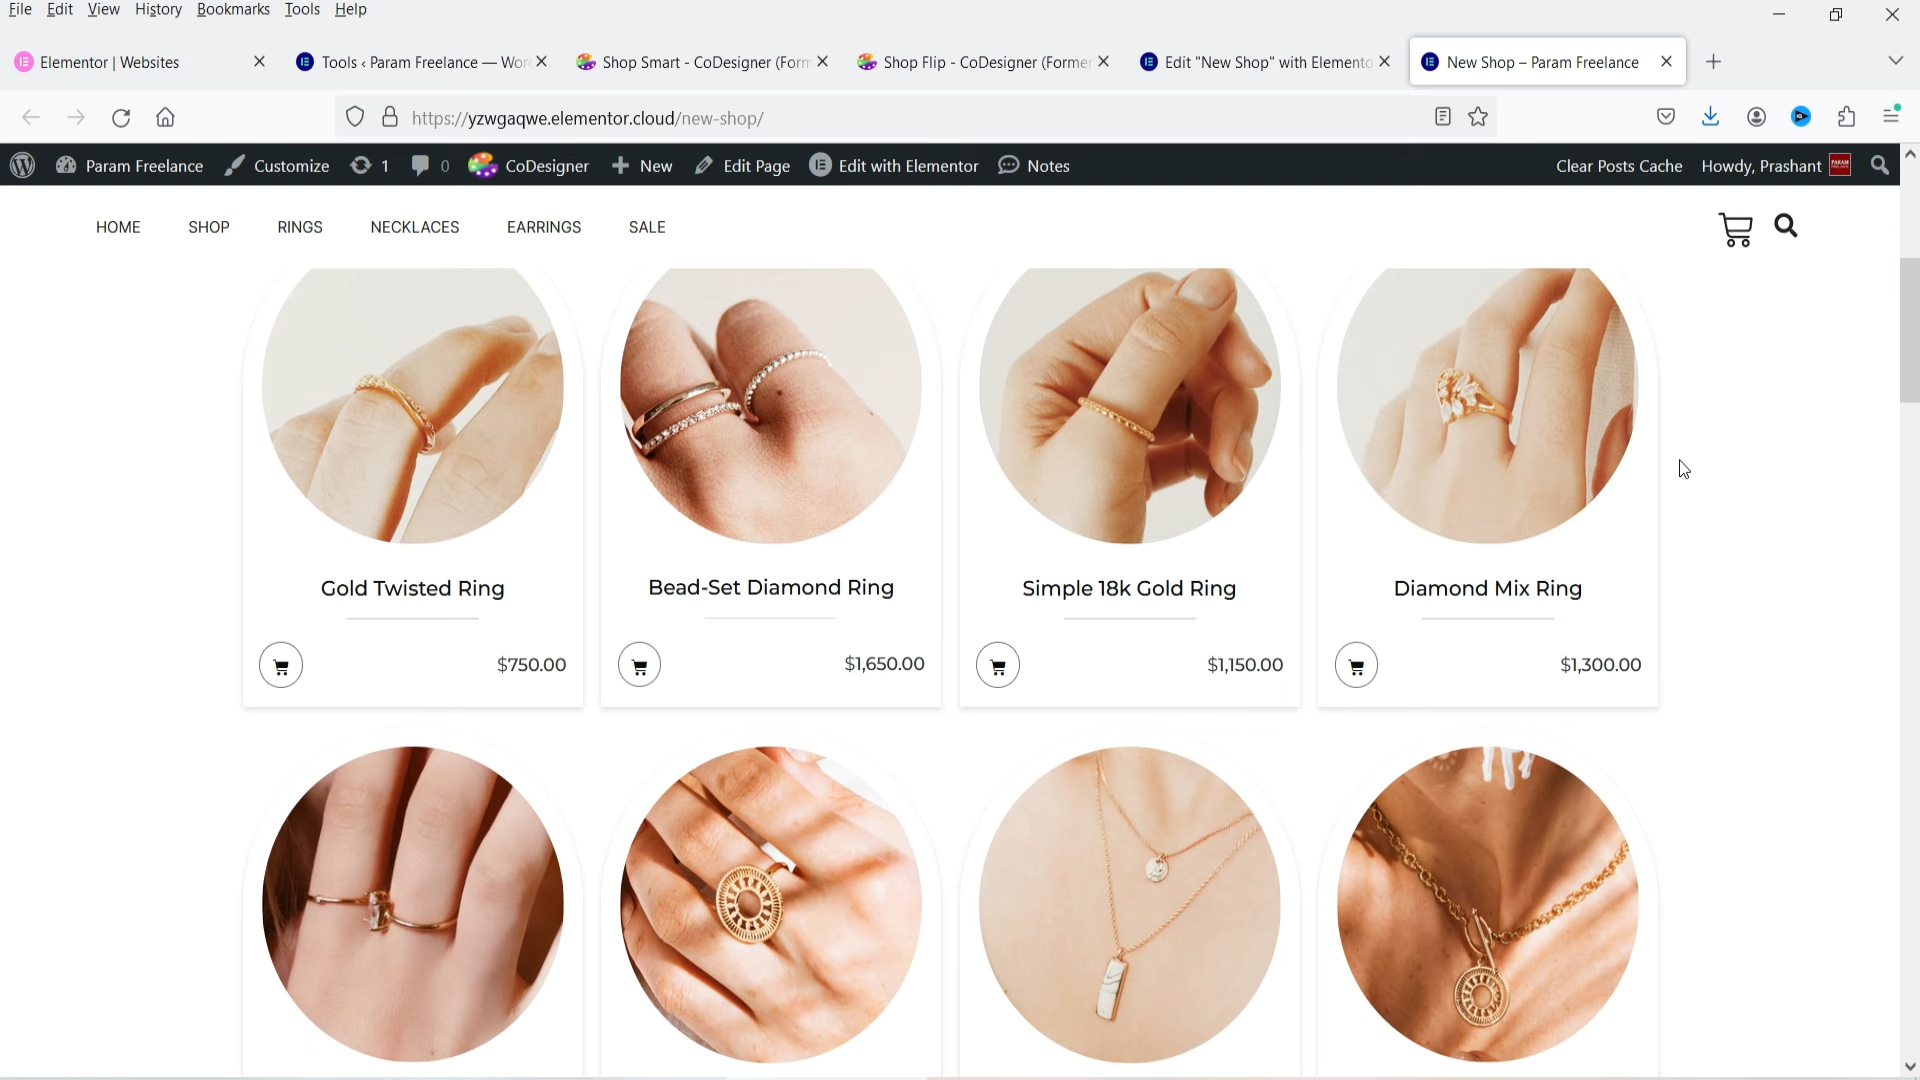 File Edit View History Bookmarks Tools Help
Elementor | Websites
Tools ‹ Param Freelance — Wor
Shop Smart - CoDesigner (Form
Shop Flip - CoDesigner (Former
Edit "New Shop" with Elemento
New Shop – Param Freelance
https://yzwgaqwe.elementor.cloud/new-shop/
Param Freelance Customize 1 0 CoDesigner New Edit Page Edit with Elementor Notes Clear Posts Cache Howdy, Prashant
HOME SHOP RINGS NECKLACES EARRINGS SALE
Gold Twisted Ring
$750.00
Bead-Set Diamond Ring
$1,650.00
Simple 18k Gold Ring
$1,150.00
Diamond Mix Ring
$1,300.00